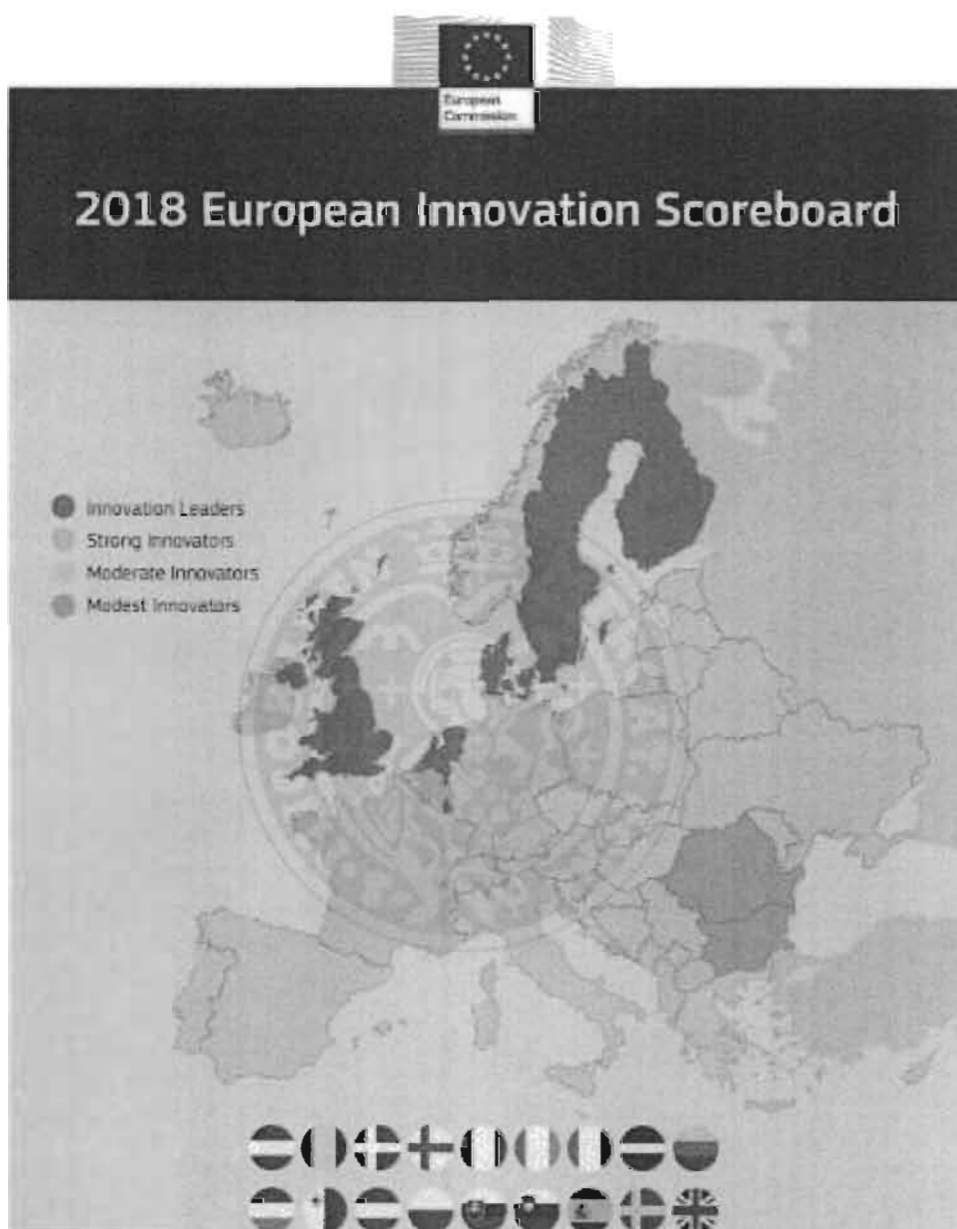 European
Commission
2018 European Innovation Scoreboard
Innovation Leaders
Strong Innovators
Moderate Innovators
Modest Innovators